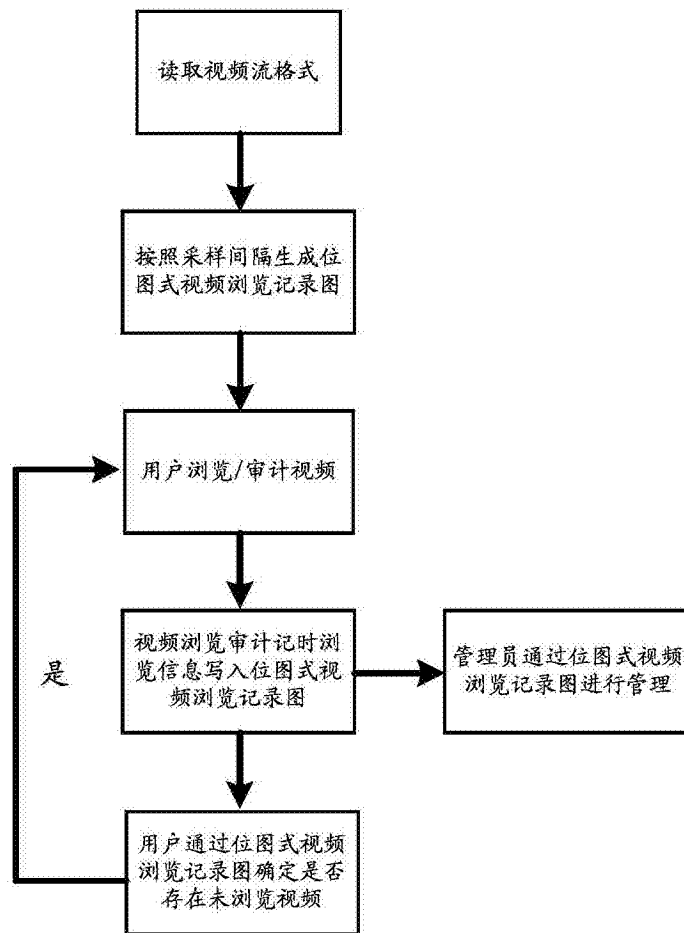 读取视频流格式
按照采样间隔生成位
图式视频浏览记录图
用户浏览/审计视频
视频浏览审计记时浏
览信息写入位图式视
频浏览记录图
管理员通过位图式视频
浏览记录图进行管理
是
用户通过位图式视频
浏览记录图确定是否
存在未浏览视频